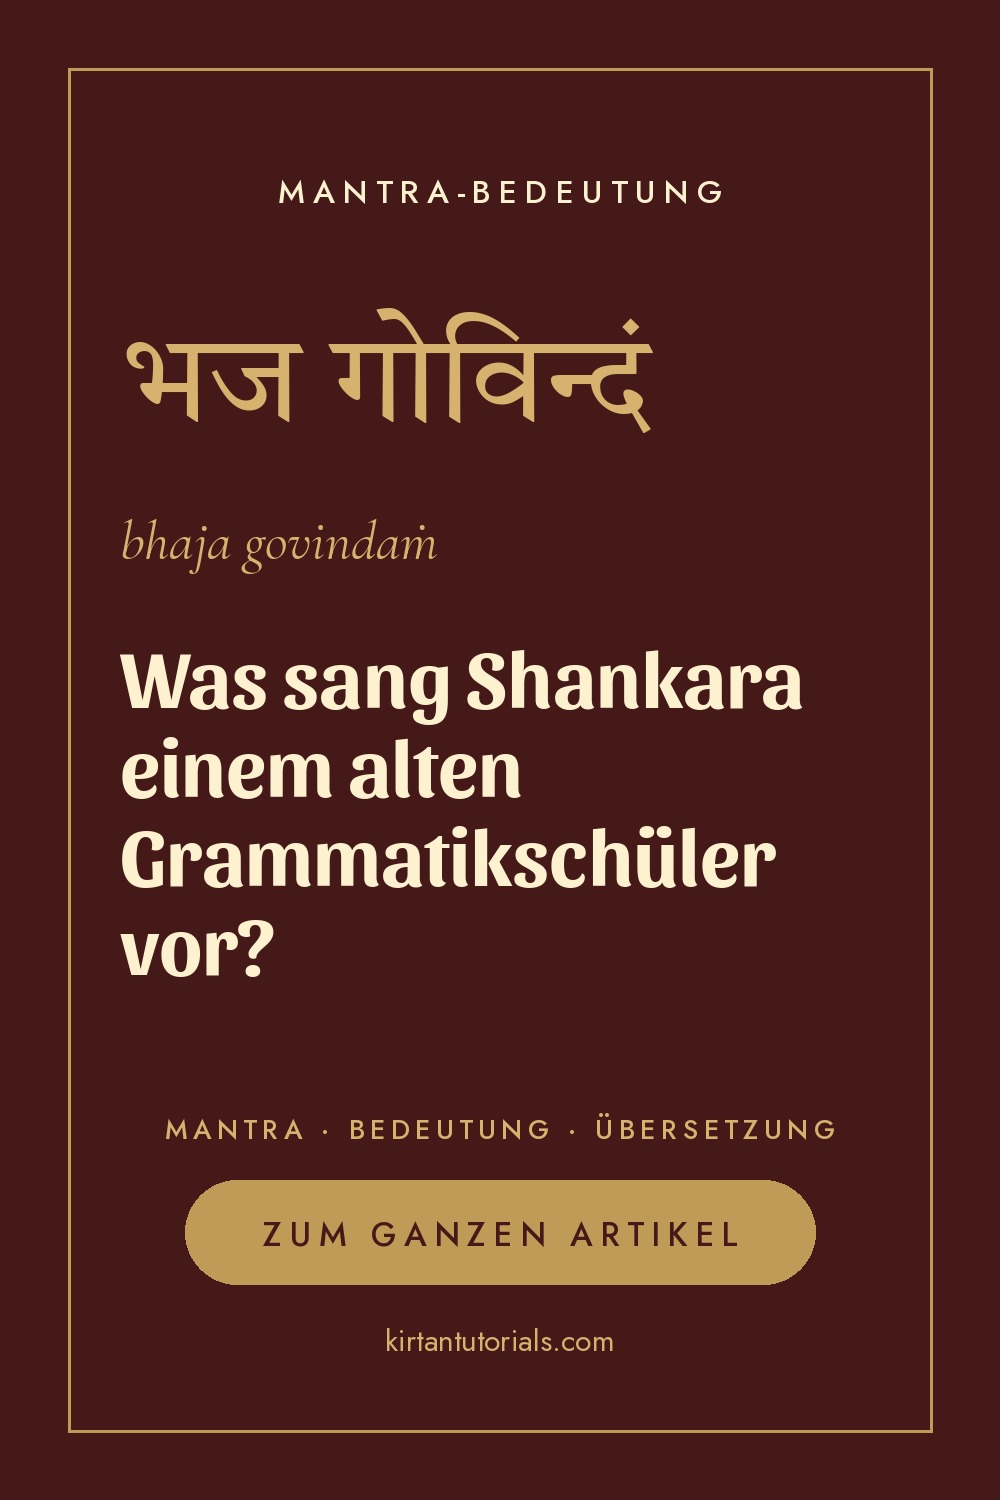 MANTRA-BEDEUTUNG
भज गोविन्दं
bhaja govindaṁ
Was sang Shankara
einem alten
Grammatikschüler
vor?
MANTRA · BEDEUTUNG · ÜBERSETZUNG
ZUM GANZEN ARTIKEL
kirtantutorials.com